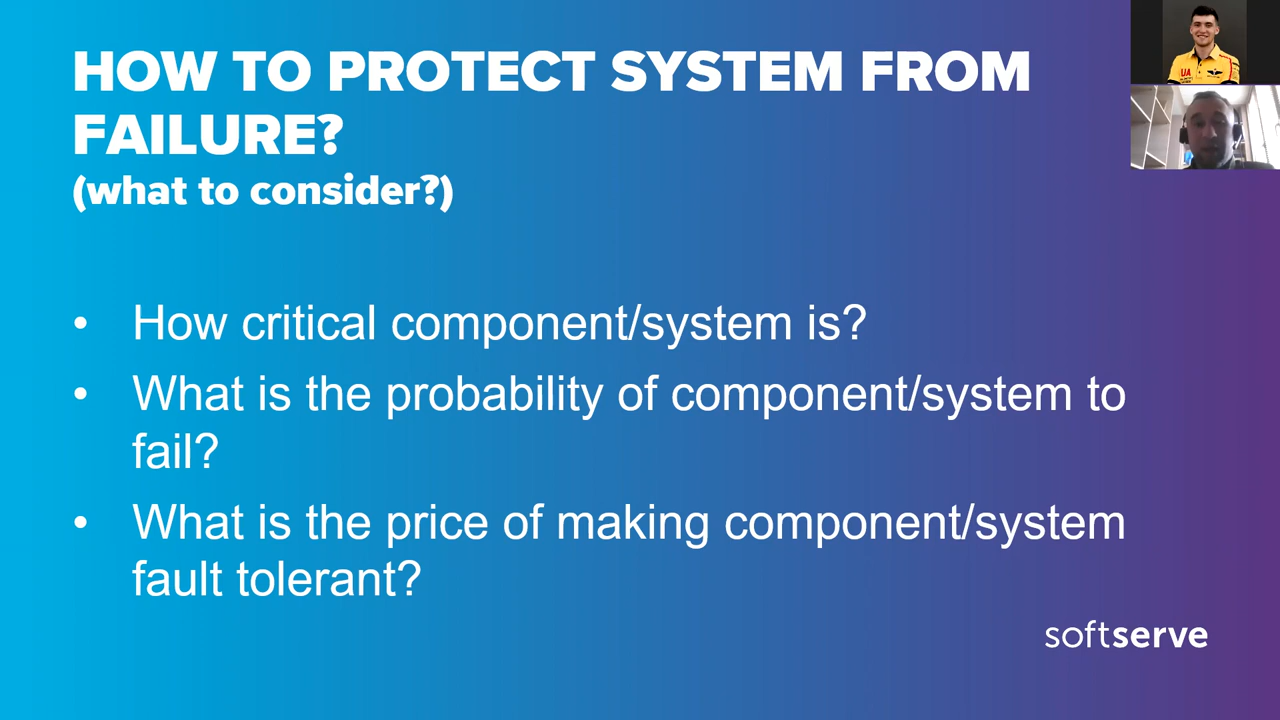 HOW TO PROTECT SYSTEM FROM
FAILURE?
(what to consider?)
• How critical component/system is?
• What is the probability of component/system to
fail?
• What is the price of making component/system
fault tolerant?
softserve
UA